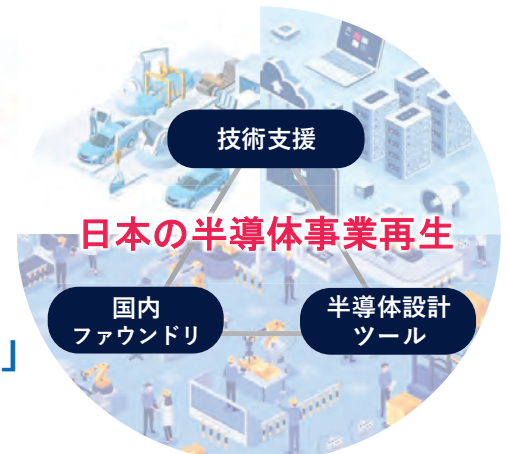 技術支援
日本の半導体事業再生
国内
ファウンドリ
半導体設計
ツール
」